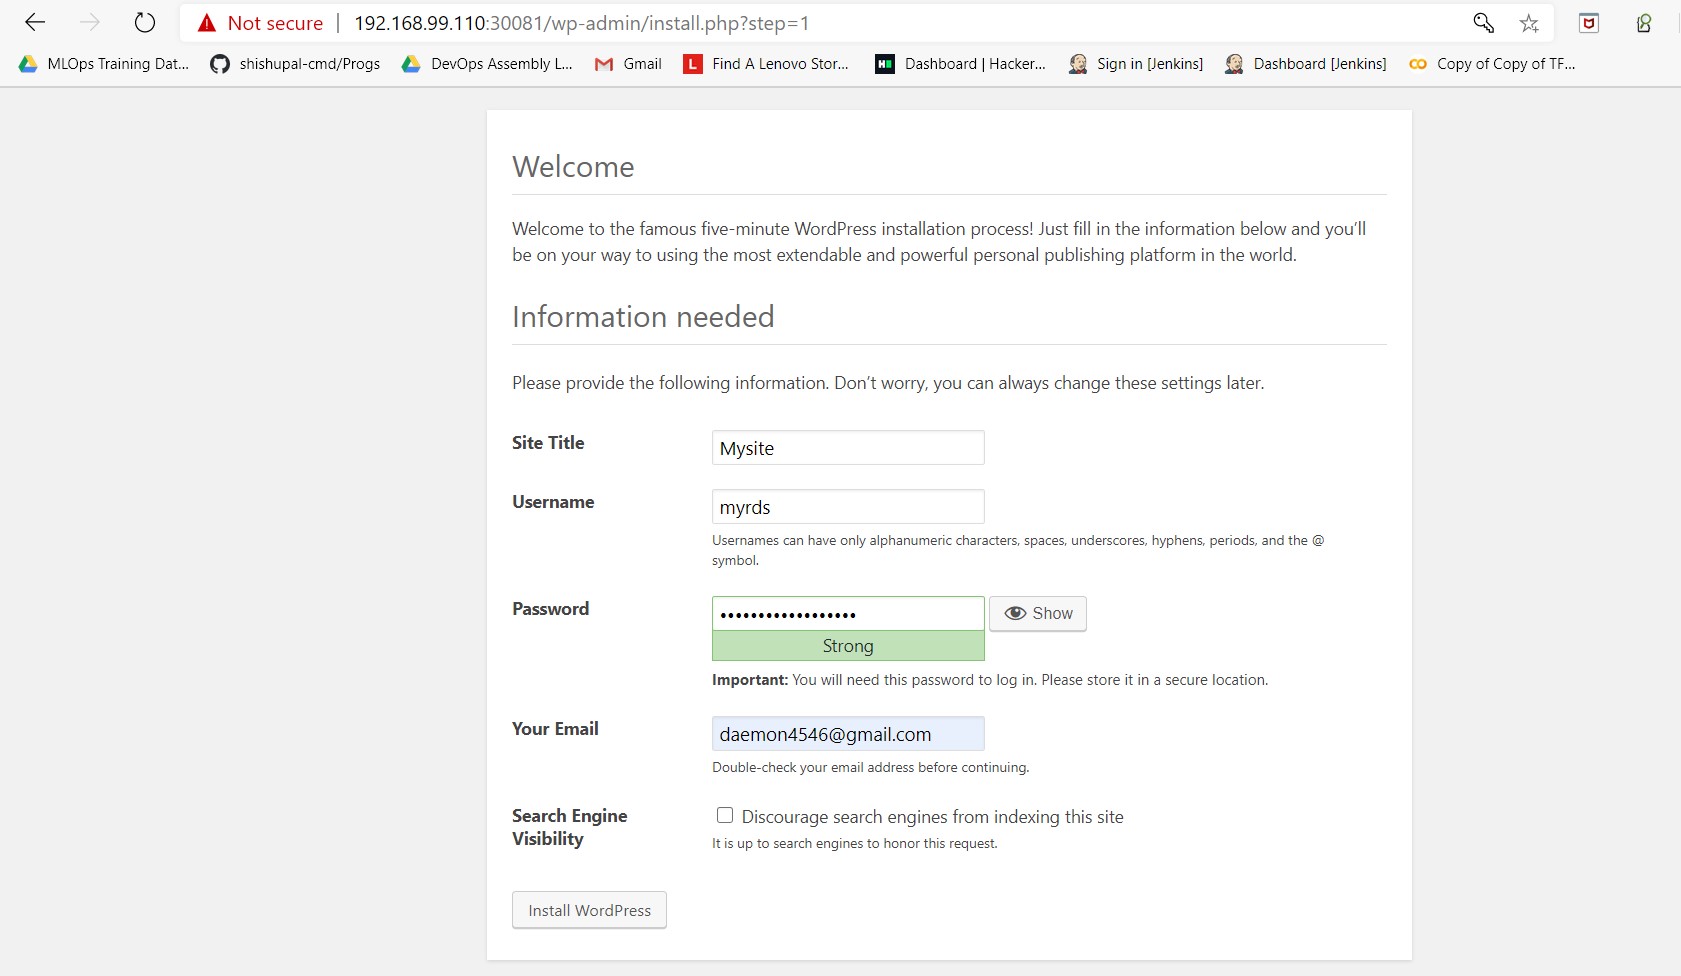 Not secure | 192.168.99.110:30081/wp-admin/install.php?step=1
MLOps Training Dat... shishupal-cmd/Progs DevOps Assembly L... Gmail L Find A Lenovo Stor... Dashboard | Hacker... Sign in [Jenkins] Dashboard [Jenkins] Copy of Copy of TF...
Welcome
Welcome to the famous five-minute WordPress installation process! Just fill in the information below and you’ll
be on your way to using the most extendable and powerful personal publishing platform in the world.
Information needed
Please provide the following information. Don’t worry, you can always change these settings later.
Site Title Mysite
Username myrds
Usernames can have only alphanumeric characters, spaces, underscores, hyphens, periods, and the @
symbol.
Password •••••••••••••••••• Show
Strong
Important: You will need this password to log in. Please store it in a secure location.
Your Email daemon4546@gmail.com
Double-check your email address before continuing.
Search Engine Discourage search engines from indexing this site
Visibility It is up to search engines to honor this request.
Install WordPress